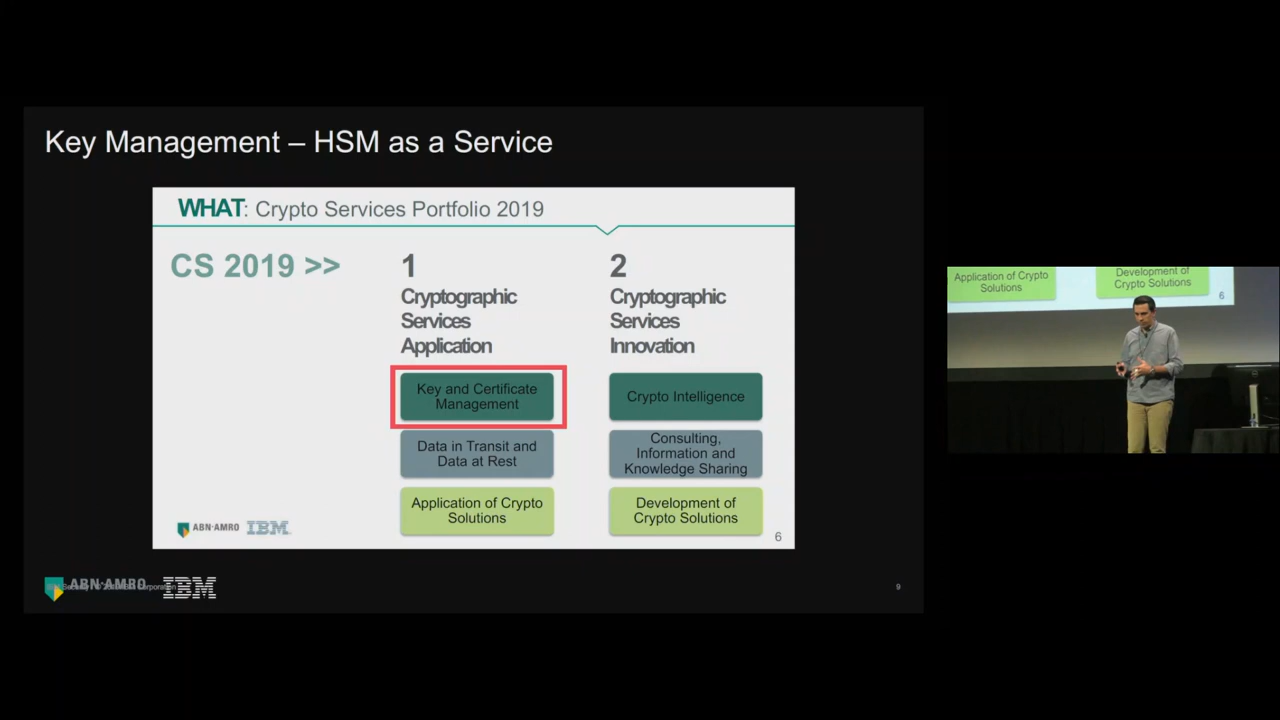 Key Management – HSM as a Service
WHAT: Crypto Services Portfolio 2019
CS 2019 >>
1
Cryptographic
Services
Application
Key and Certificate
Management
Data in Transit and
Data at Rest
Application of Crypto
Solutions
2
Cryptographic
Services
Innovation
Crypto Intelligence
Consulting,
Information and
Knowledge Sharing
Development of
Crypto Solutions
ABN·AMRO IBM
6
ABN·AMRO IBM
9
Application of Crypto
Solutions
Development of
Crypto Solutions
6